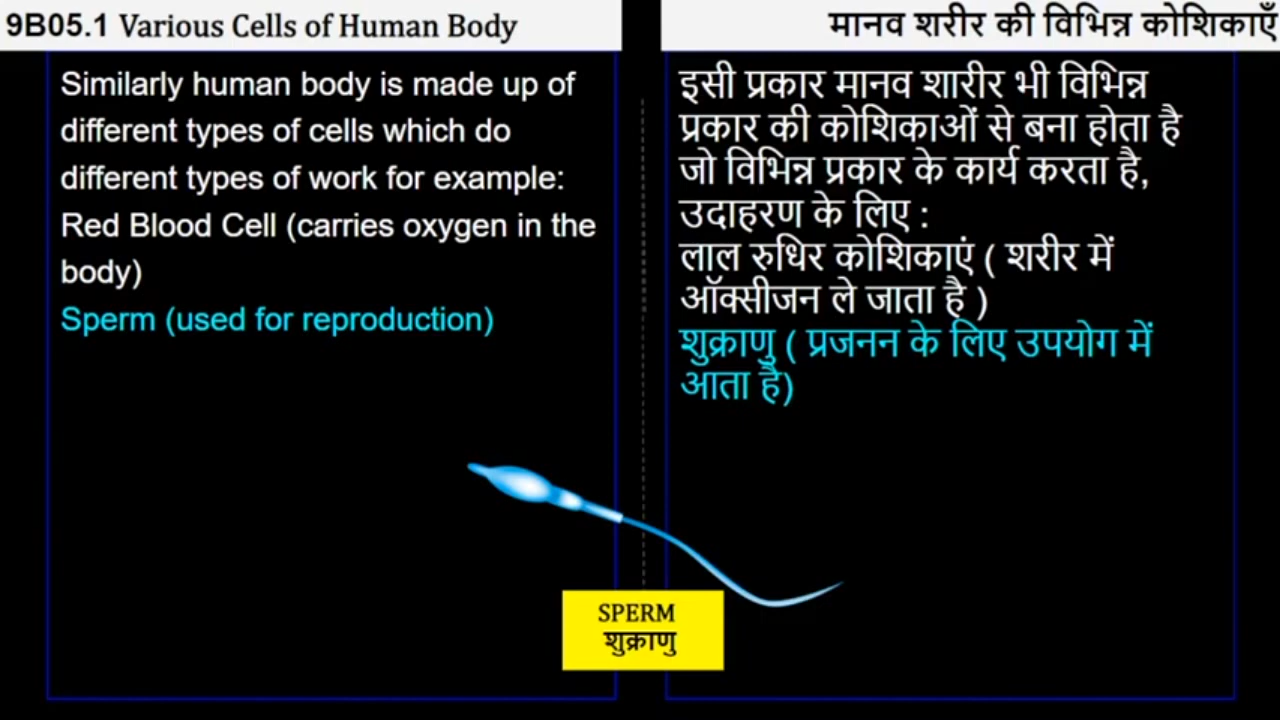 9B05.1 Various Cells of Human Body
मानव शरीर की विभिन्न कोशिकाएँ
Similarly human body is made up of
different types of cells which do
different types of work for example:
Red Blood Cell (carries oxygen in the
body)
Sperm (used for reproduction)
इसी प्रकार मानव शारीर भी विभिन्न
प्रकार की कोशिकाओं से बना होता है
जो विभिन्न प्रकार के कार्य करता है,
उदाहरण के लिए :
लाल रुधिर कोशिकाएं ( शरीर में
ऑक्सीजन ले जाता है )
शुक्राणु ( प्रजनन के लिए उपयोग में
आता है)
SPERM
शुक्राणु